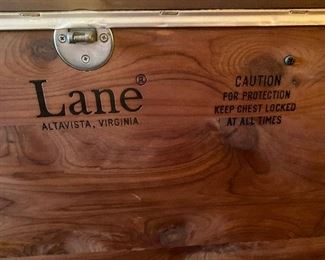 Lane®
ALTAVISTA, VIRGINIA
CAUTION
FOR PROTECTION
KEEP CHEST LOCKED
AT ALL TIMES